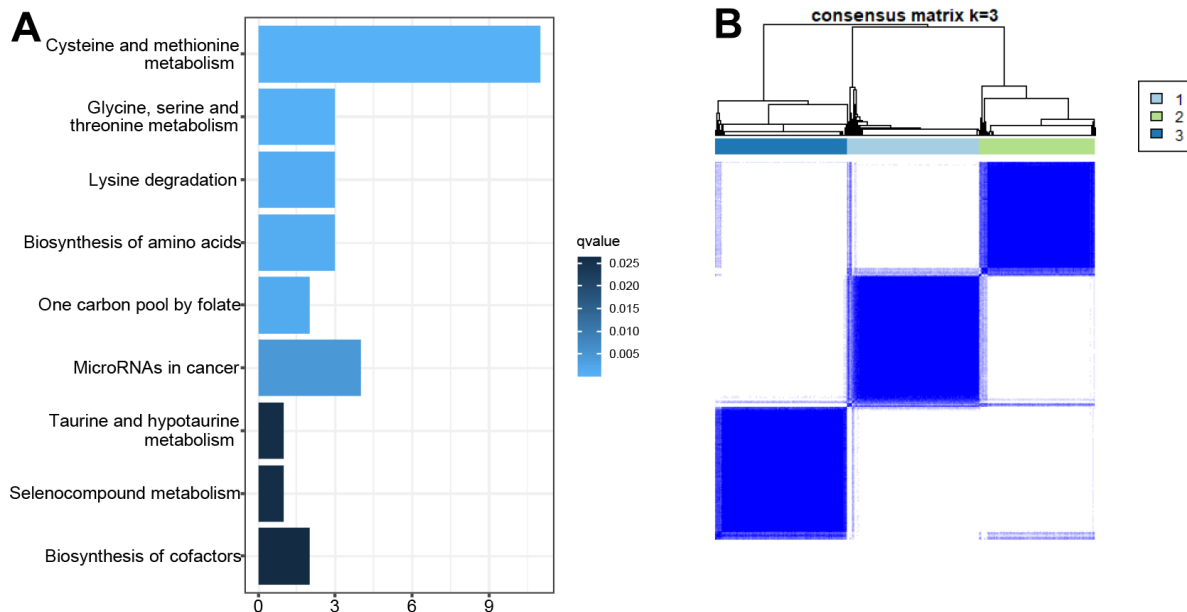 A
Cysteine and methionine
metabolism
Glycine, serine and
threonine metabolism
Lysine degradation
Biosynthesis of amino acids
One carbon pool by folate
MicroRNAs in cancer
Taurine and hypotaurine
metabolism
Selenocompound metabolism
Biosynthesis of cofactors
0 3 6 9
qvalue
0.025
0.020
0.015
0.010
0.005
B
consensus matrix k=3
1
2
3